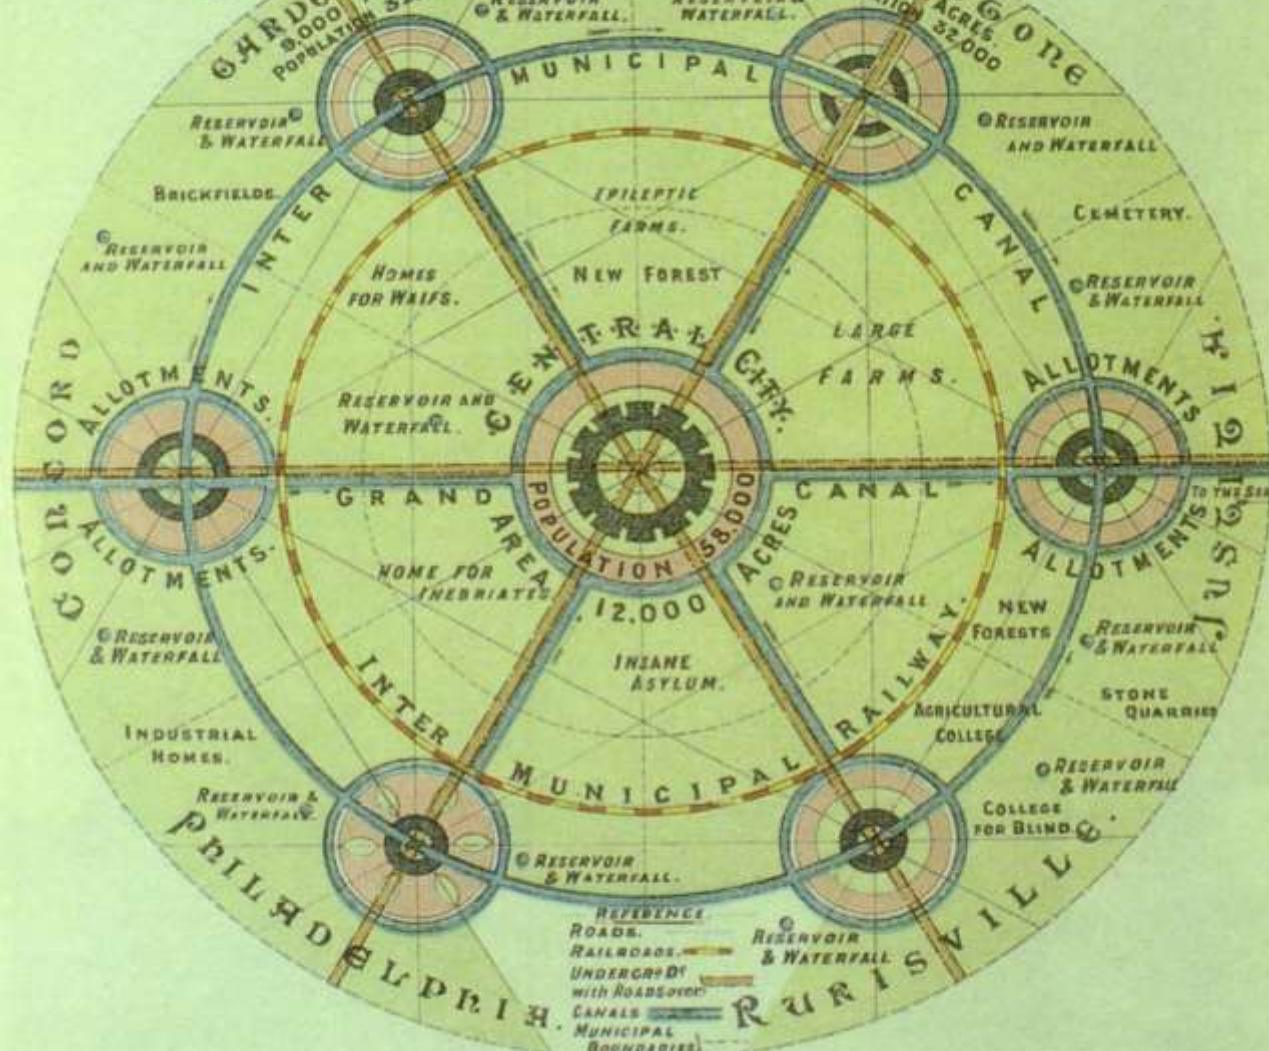 GARDE
9,000
POPULATION 32
& WATERFALL.
RESERVOIR &
WATERFALL.
ACRES
32,000
MUNICIPAL
RESERVOIR
& WATERFALL
RESERVOIR
AND WATERFALL
BRICKFIELDS.
INTER
CANAL
EPILEPTIC
FARMS.
CEMETERY.
RESERVOIR
AND WATERFALL
HOMES
FOR WAIFS.
NEW FOREST
RESERVOIR
& WATERFALL
CENTRAL CITY.
LARGE
FARMS.
CONCORD
ALLOTMENTS.
ALLOTMENTS
RESERVOIR AND
WATERFALL.
GRAND CANAL
TO THE SEA
POPULATION 58,000
AREA 12,000 ACRES
ALLOTMENTS.
ALLOTMENTS
HOME FOR
INEBRIATES.
RESERVOIR
AND WATERFALL
NEW
FORESTS
RESERVOIR
& WATERFALL
RESERVOIR
& WATERFALL
INSANE
ASYLUM.
STONE
QUARRIES
AGRICULTURAL
COLLEGE
INDUSTRIAL
HOMES.
INTER MUNICIPAL RAILWAY.
RESERVOIR
& WATERFALL
RESERVOIR &
WATERFALL.
COLLEGE
FOR BLIND.
RESERVOIR
& WATERFALL.
PHILADELPHIA.
RURISVILLE.
REFERENCE
ROADS.
RAILROADS.
UNDERGRD DO
with ROADS over
CANALS
MUNICIPAL
BOUNDARIES
RESERVOIR
& WATERFALL